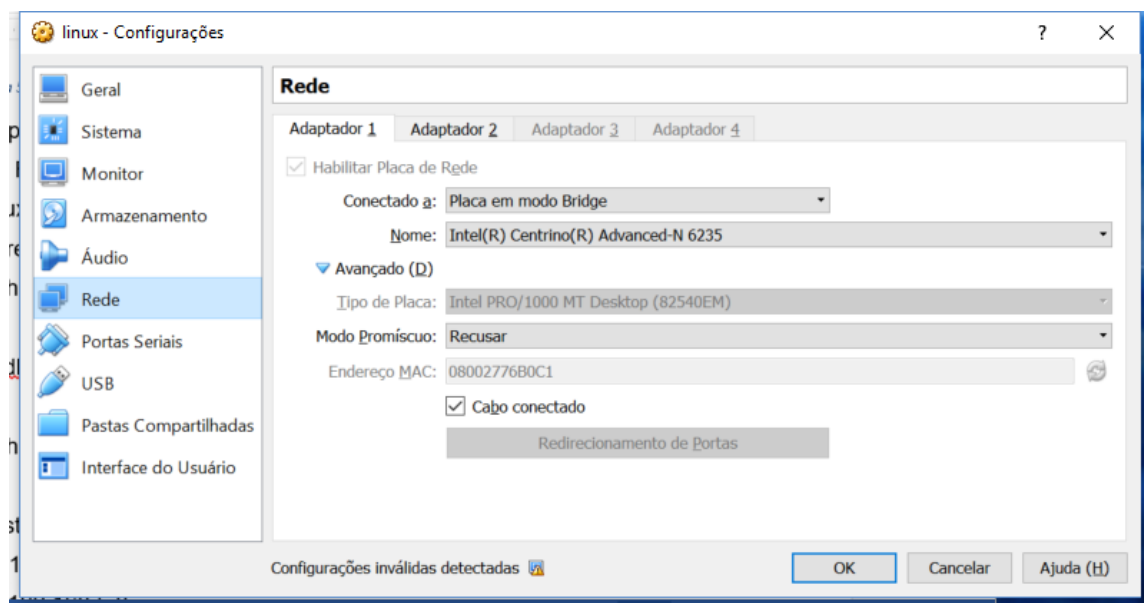 linux - Configurações
?
Geral
Sistema
Monitor
Armazenamento
Áudio
Rede
Portas Seriais
USB
Pastas Compartilhadas
Interface do Usuário
Rede
Adaptador 1 Adaptador 2 Adaptador 3 Adaptador 4
Habilitar Placa de Rede
Conectado a: Placa em modo Bridge
Nome: Intel(R) Centrino(R) Advanced-N 6235
Avançado (D)
Tipo de Placa: Intel PRO/1000 MT Desktop (82540EM)
Modo Promíscuo: Recusar
Endereço MAC: 08002776B0C1
Cabo conectado
Redirecionamento de Portas
Configurações inválidas detectadas
OK Cancelar Ajuda (H)